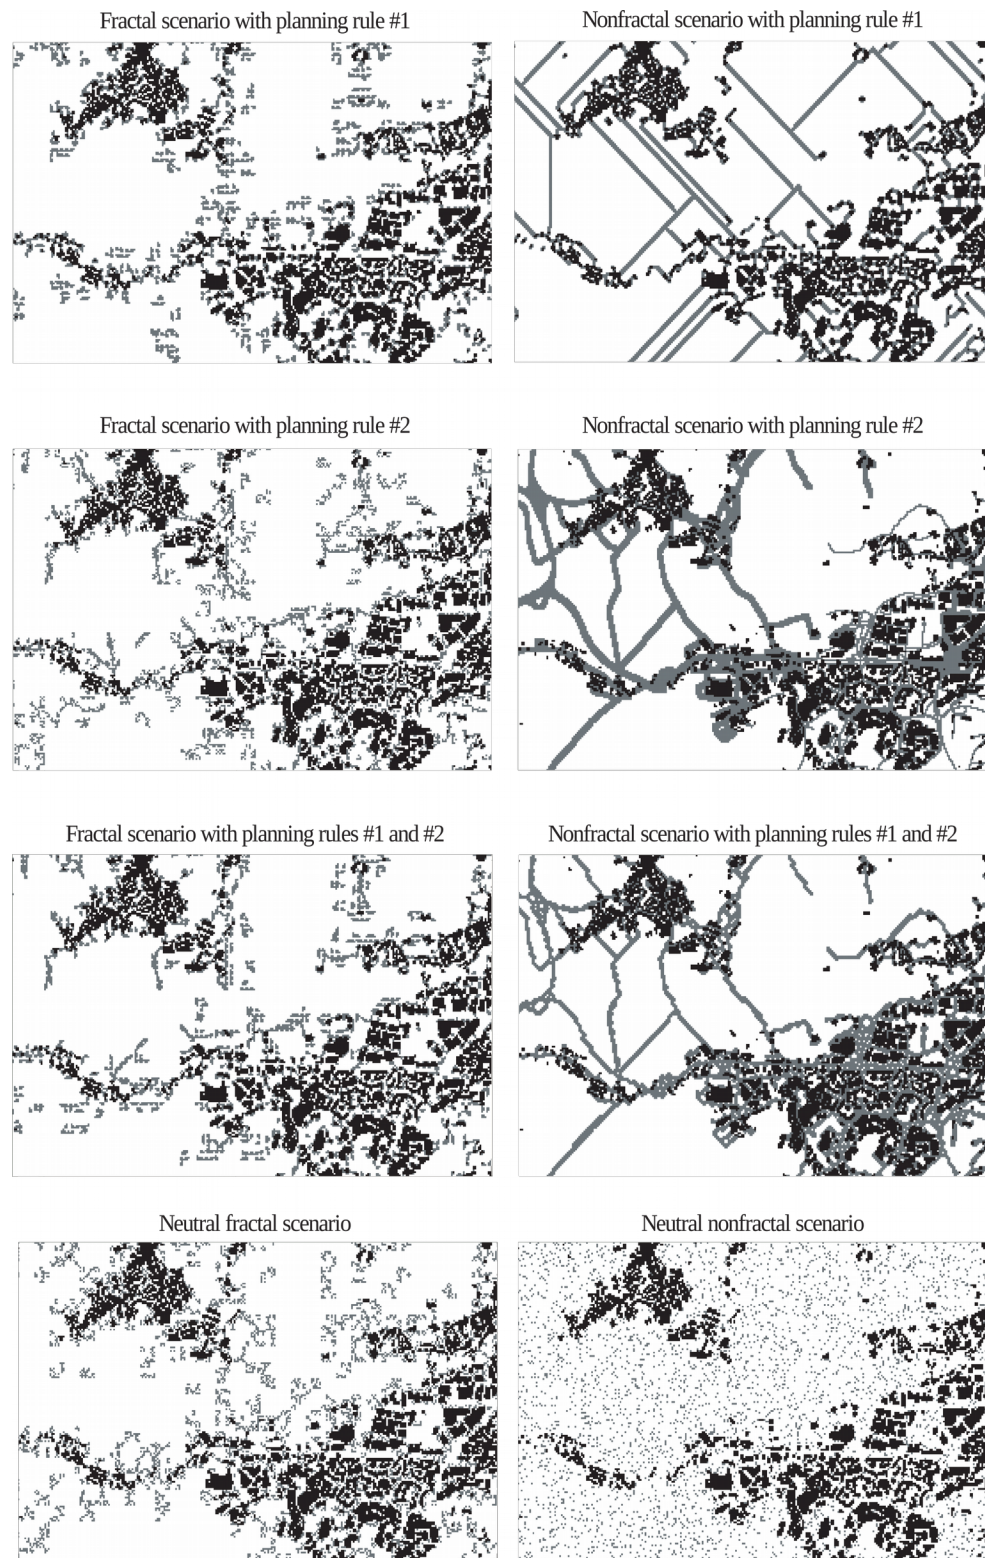 Fractal scenario with planning rule #1
Nonfractal scenario with planning rule #1
Fractal scenario with planning rule #2
Nonfractal scenario with planning rule #2
Fractal scenario with planning rules #1 and #2
Nonfractal scenario with planning rules #1 and #2
Neutral fractal scenario
Neutral nonfractal scenario